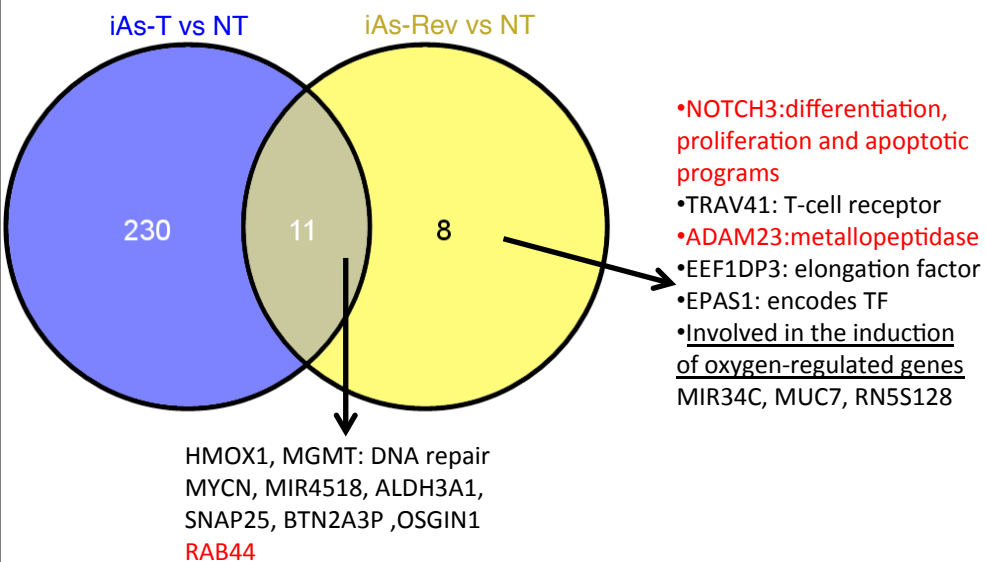 iAs-T vs NT
iAs-Rev vs NT
230
11
8
•NOTCH3:differentiation,
proliferation and apoptotic
programs
•TRAV41: T-cell receptor
•ADAM23:metallopeptidase
•EEF1DP3: elongation factor
•EPAS1: encodes TF
•Involved in the induction
of oxygen-regulated genes
MIR34C, MUC7, RN5S128
HMOX1, MGMT: DNA repair
MYCN, MIR4518, ALDH3A1,
SNAP25, BTN2A3P ,OSGIN1
RAB44